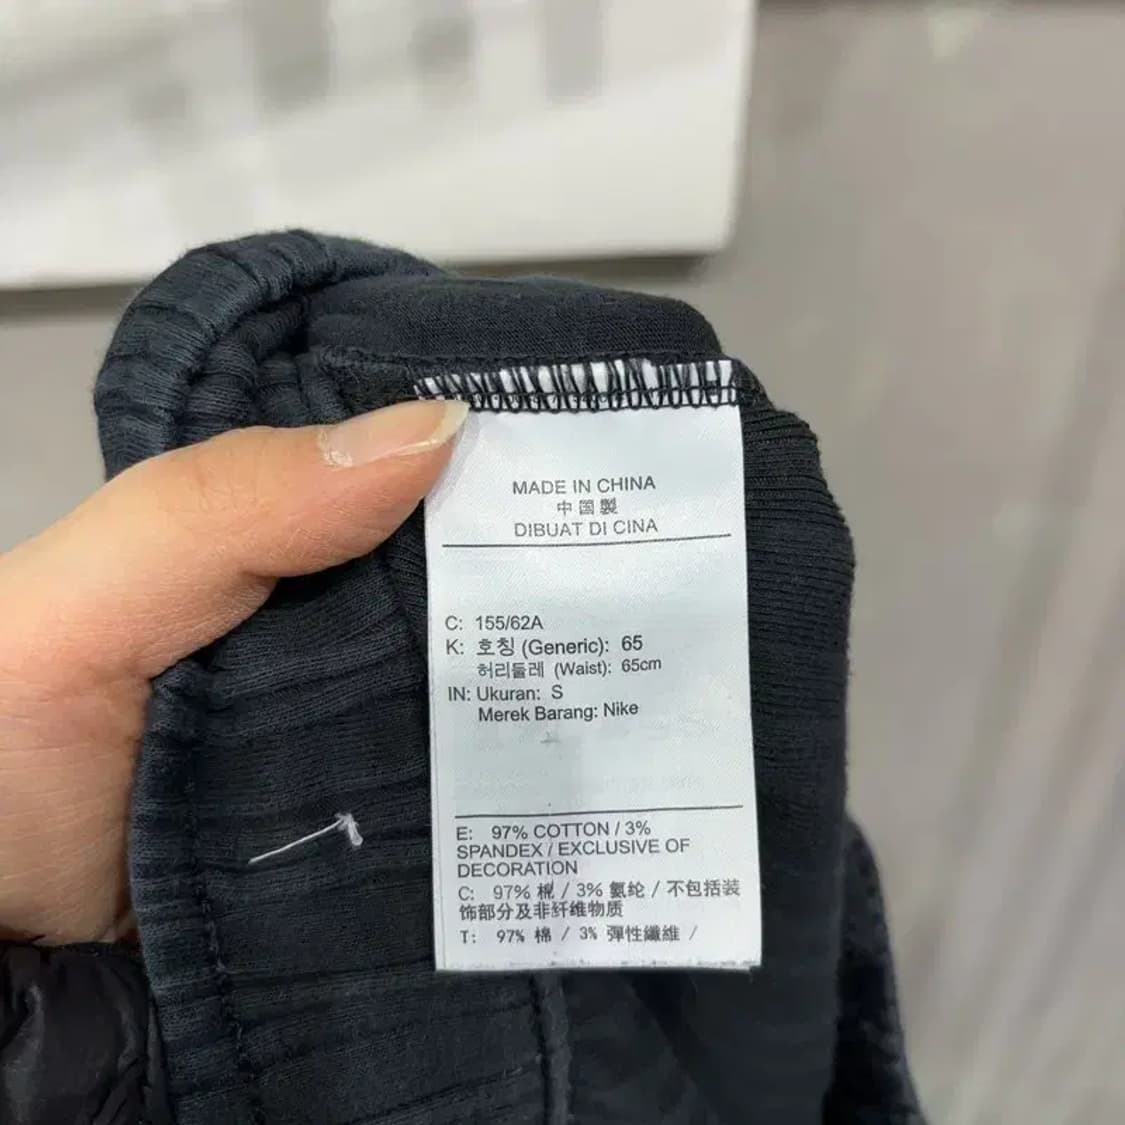 MADE IN CHINA
中国製
DIBUAT DI CINA
C: 155/62A
K: 호칭 (Generic): 65
허리둘레 (Waist): 65cm
IN: Ukuran: S
Merek Barang: Nike
E: 97% COTTON / 3%
SPANDEX / EXCLUSIVE OF
DECORATION
C: 97% 棉 / 3% 氨纶 / 不包括装
饰部分及非纤维物质
T: 97% 棉 / 3% 彈性纖維 /